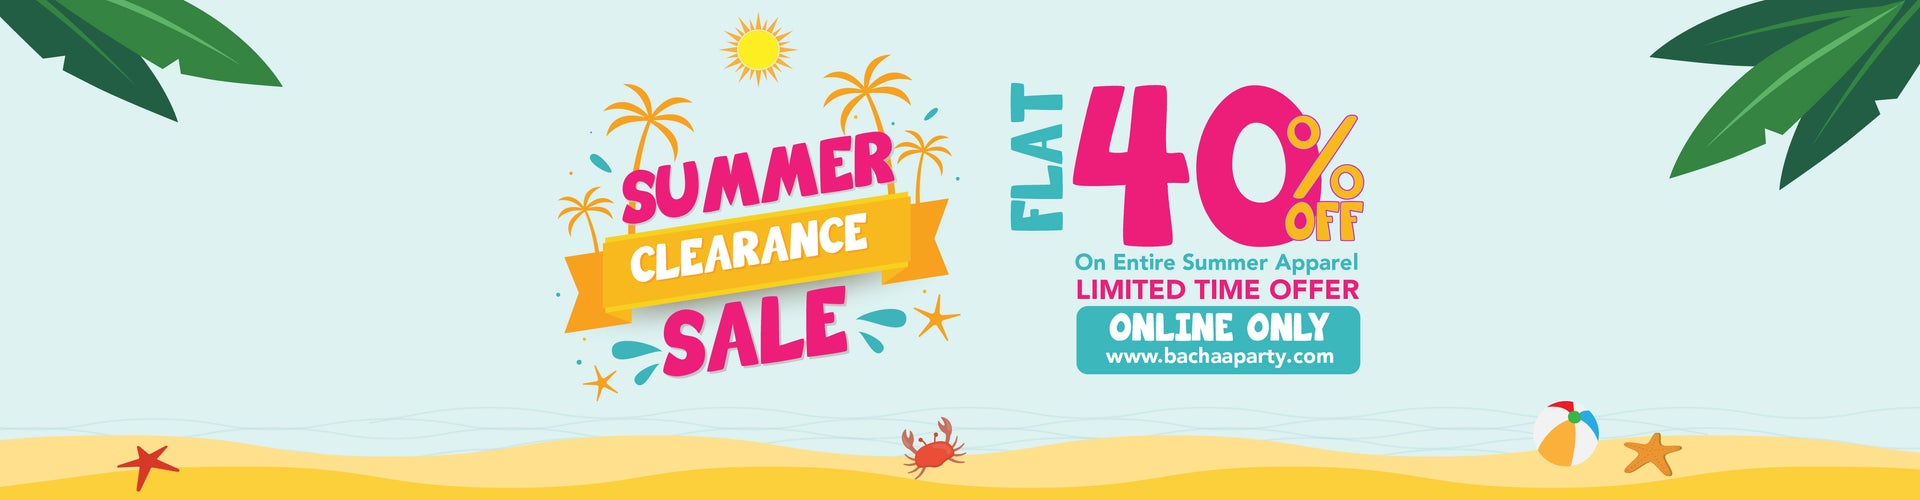 SUMMER
CLEARANCE
SALE
FLAT
40%
OFF
On Entire Summer Apparel
LIMITED TIME OFFER
ONLINE ONLY
www.bachaaparty.com